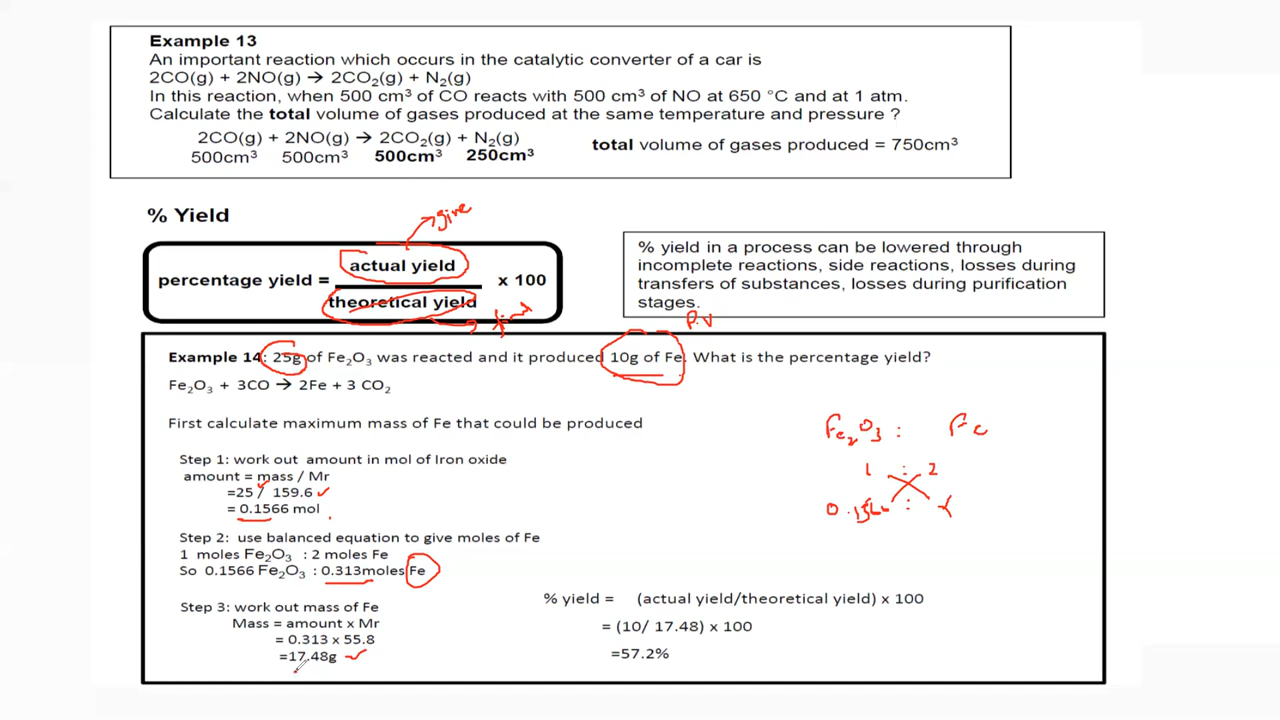 Example 13
An important reaction which occurs in the catalytic converter of a car is
2CO(g) + 2NO(g) → 2CO₂(g) + N₂(g)
In this reaction, when 500 cm³ of CO reacts with 500 cm³ of NO at 650 °C and at 1 atm.
Calculate the total volume of gases produced at the same temperature and pressure ?
2CO(g) + 2NO(g) → 2CO₂(g) + N₂(g)
500cm³ 500cm³ 500cm³ 250cm³
total volume of gases produced = 750cm³
% Yield
give
percentage yield = actual yield x 100
theoretical yield
find
% yield in a process can be lowered through
incomplete reactions, side reactions, losses during
transfers of substances, losses during purification
stages.
P.V
Example 14: 25g of Fe₂O₃ was reacted and it produced 10g of Fe. What is the percentage yield?
Fe₂O₃ + 3CO → 2Fe + 3 CO₂
First calculate maximum mass of Fe that could be produced
Step 1: work out amount in mol of Iron oxide
amount = mass / Mr
=25 / 159.6
= 0.1566 mol
Step 2: use balanced equation to give moles of Fe
1 moles Fe₂O₃ : 2 moles Fe
So 0.1566 Fe₂O₃ : 0.313moles Fe
Step 3: work out mass of Fe
Mass = amount x Mr
= 0.313 x 55.8
=17.48g
Fe₂O₃ : Fe
1 : 2
: x
% yield = (actual yield/theoretical yield) x 100
= (10/ 17.48) x 100
=57.2%